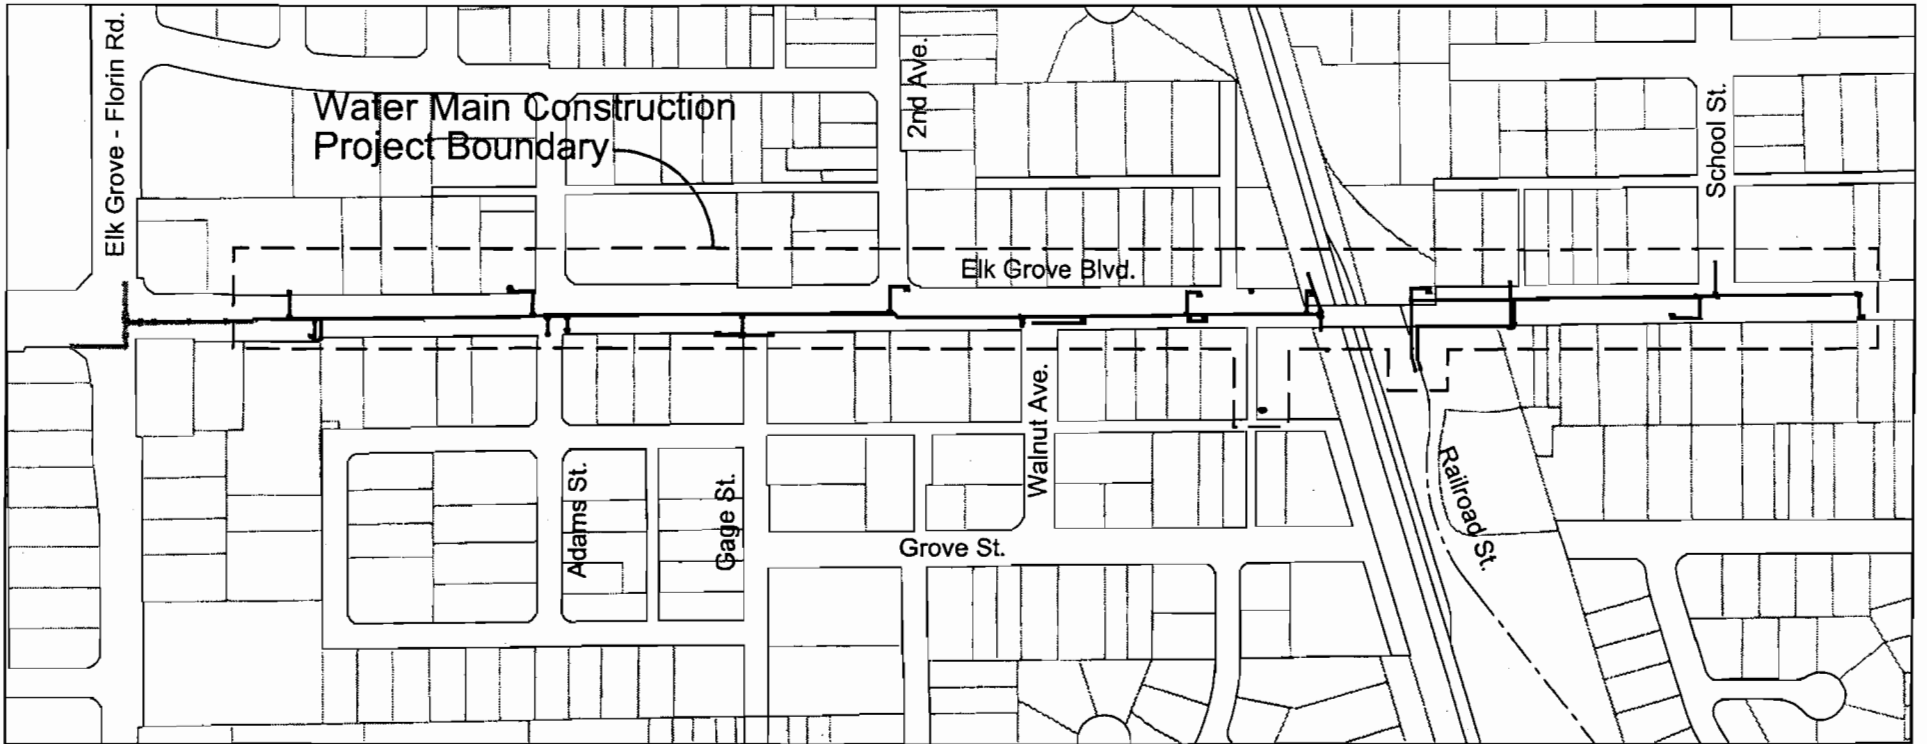 Elk Grove - Florin Rd.
Water Main Construction
Project Boundary
2nd Ave.
School St.
Elk Grove Blvd.
Walnut Ave.
Adams St.
Gage St.
Railroad St.
Grove St.